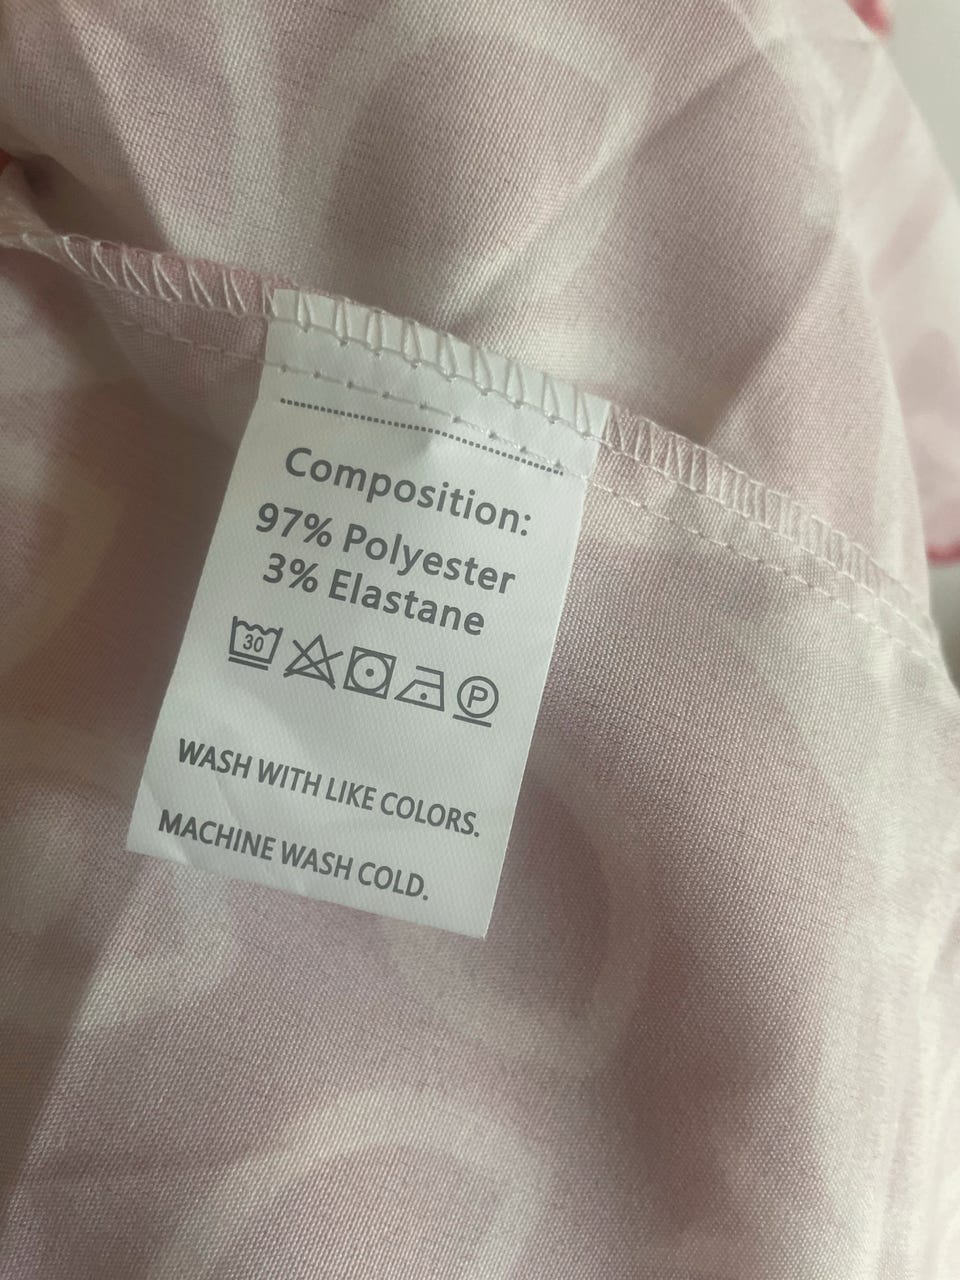 Composition:
97% Polyester
3% Elastane
30 P
WASH WITH LIKE COLORS.
MACHINE WASH COLD.